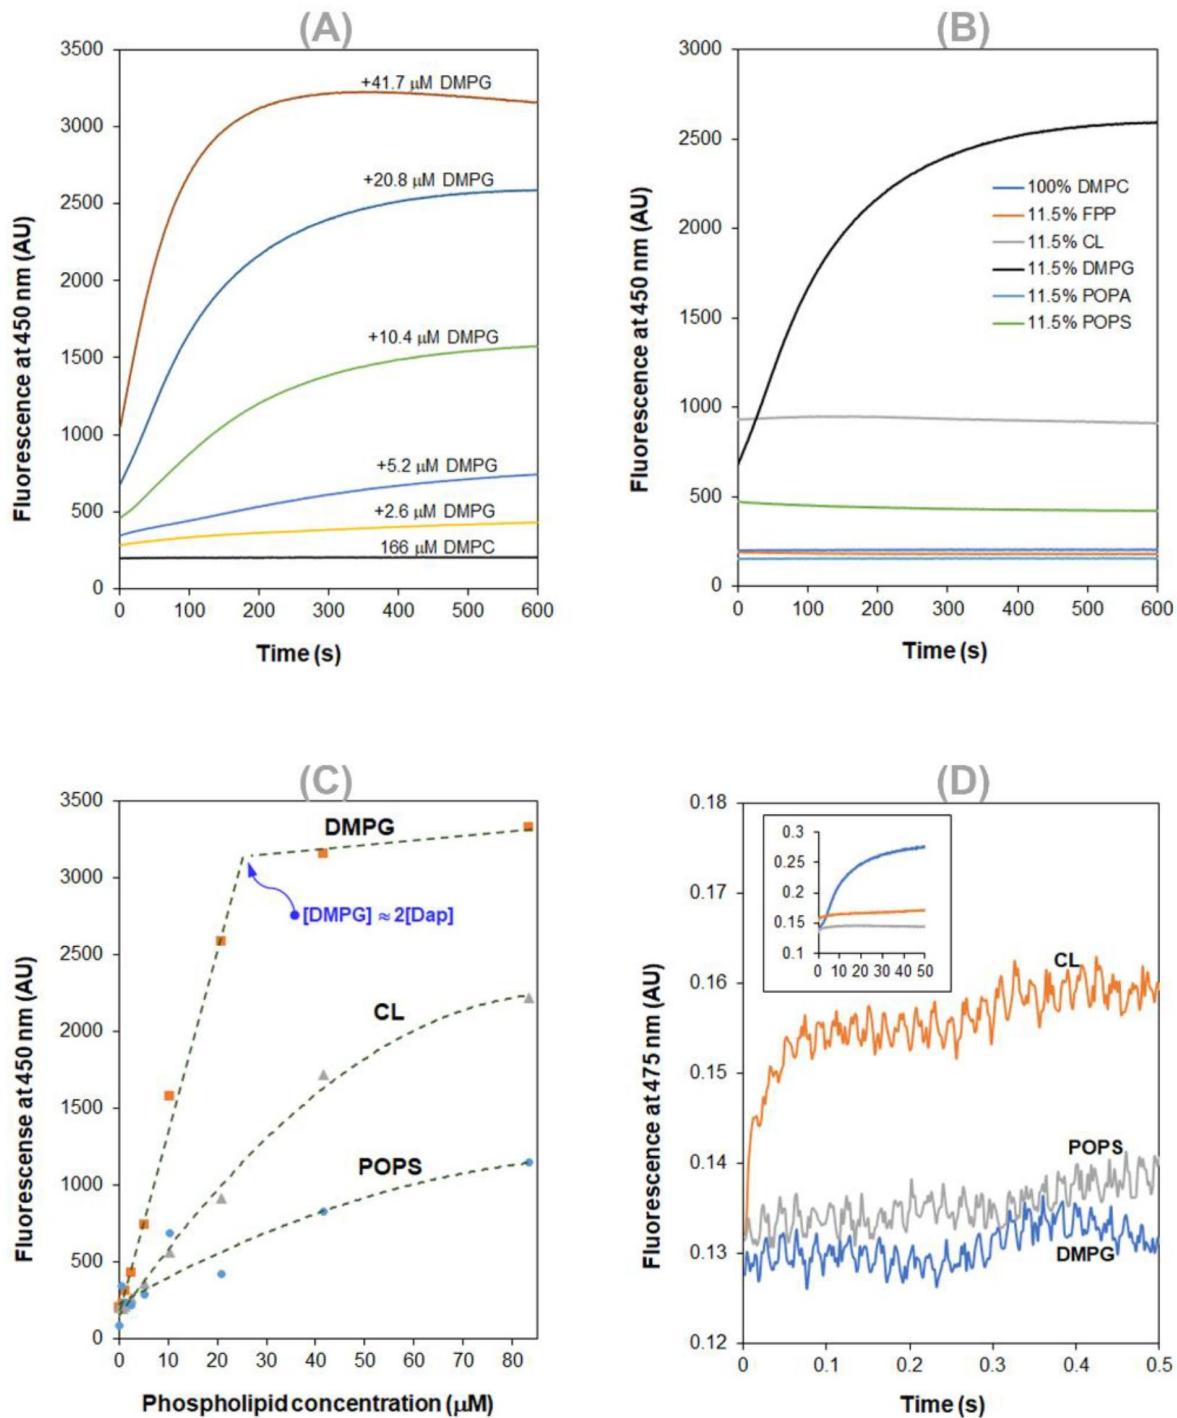 (A)
3500
3000
2500
2000
1500
1000
500
0
Fluorescence at 450 nm (AU)
+41.7 μM DMPG
+20.8 μM DMPG
+10.4 μM DMPG
+5.2 μM DMPG
+2.6 μM DMPG
166 μM DMPC
0 100 200 300 400 500 600
Time (s)
(B)
3000
2500
2000
1500
1000
500
0
Fluorescence at 450 nm (AU)
100% DMPC
11.5% FPP
11.5% CL
11.5% DMPG
11.5% POPA
11.5% POPS
0 100 200 300 400 500 600
Time (s)
(C)
3500
3000
2500
2000
1500
1000
500
0
Fluorescense at 450 nm (AU)
DMPG
[DMPG] ≈ 2[Dap]
CL
POPS
0 10 20 30 40 50 60 70 80
Phospholipid concentration (μM)
(D)
0.18
0.17
0.16
0.15
0.14
0.13
0.12
Fluorescence at 475 nm (AU)
0.3
0.25
0.2
0.15
0.1
0 10 20 30 40 50
CL
POPS
DMPG
0 0.1 0.2 0.3 0.4 0.5
Time (s)